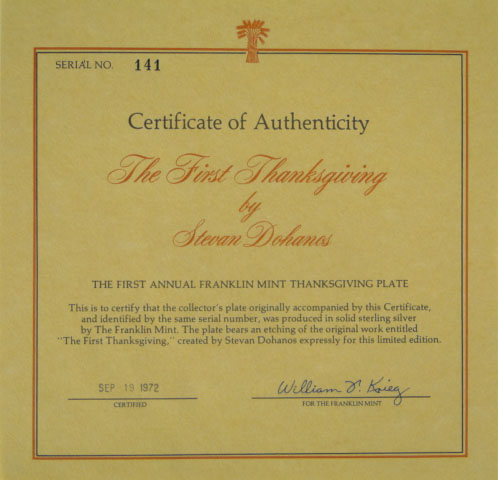 SERIAL NO. 141
Certificate of Authenticity
The First Thanksgiving
by
Stevan Dohanos
THE FIRST ANNUAL FRANKLIN MINT THANKSGIVING PLATE
This is to certify that the collector's plate originally accompanied by this Certificate,
and identified by the same serial number, was produced in solid sterling silver
by The Franklin Mint. The plate bears an etching of the original work entitled
"The First Thanksgiving," created by Stevan Dohanos expressly for this limited edition.
SEP 19 1972
William F. Krieg
CERTIFIED
FOR THE FRANKLIN MINT